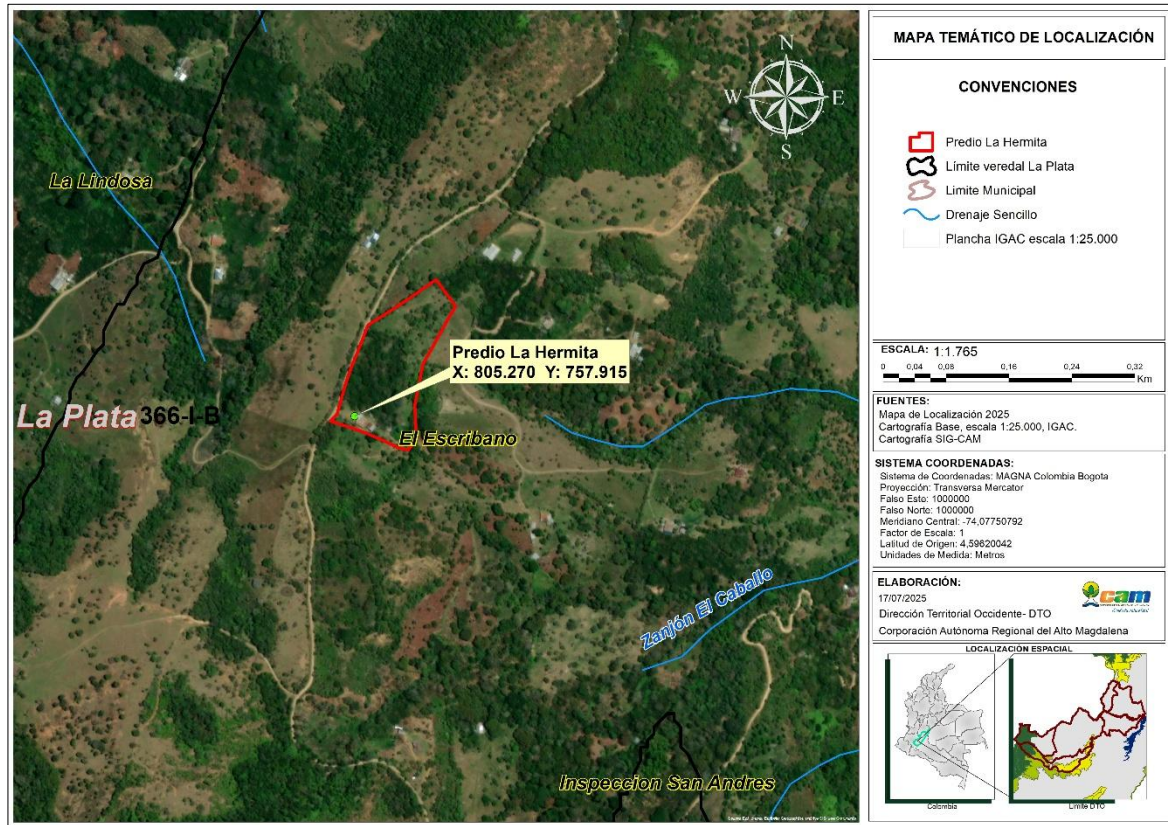 La Lindosa
N
W E
S
Predio La Hermita
X: 805.270 Y: 757.915
La Plata 366-I-B
El Escribano
Zanjón El Caballo
Inspeccion San Andres
MAPA TEMÁTICO DE LOCALIZACIÓN
CONVENCIONES
Predio La Hermita
Límite veredal La Plata
Limite Municipal
Drenaje Sencillo
Plancha IGAC escala 1:25.000
ESCALA: 1:1.765
0 0,04 0,08 0,16 0,24 0,32
Km
FUENTES:
Mapa de Localización 2025
Cartografía Base, escala 1:25.000, IGAC.
Cartografía SIG-CAM
SISTEMA COORDENADAS:
Sistema de Coordenadas: MAGNA Colombia Bogota
Proyección: Transversa Mercator
Falso Este: 1000000
Falso Norte: 1000000
Meridiano Central: -74,07750792
Factor de Escala: 1
Latitud de Origen: 4,59620042
Unidades de Medida: Metros
ELABORACIÓN:
17/07/2025
Dirección Territorial Occidente- DTO
Corporación Autónoma Regional del Alto Magdalena
cam
LOCALIZACIÓN ESPACIAL
Colombia
Limite DTO